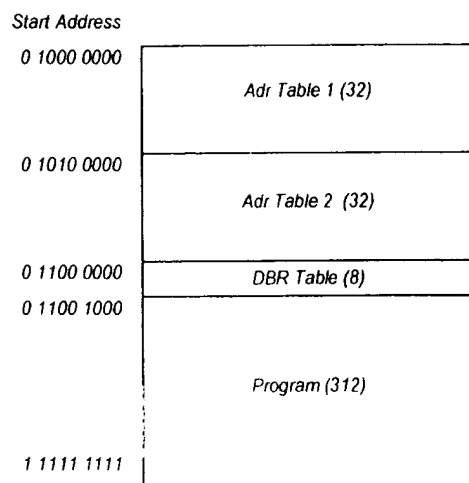 Start Address
0 1000 0000
Adr Table 1 (32)
0 1010 0000
Adr Table 2 (32)
0 1100 0000
DBR Table (8)
0 1100 1000
Program (312)
1 1111 1111